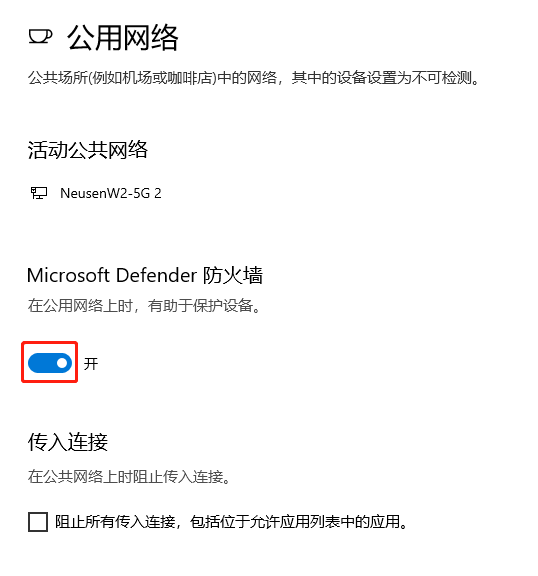 公用网络
公共场所(例如机场或咖啡店)中的网络，其中的设备设置为不可检测。
活动公共网络
NeusenW2-5G 2
Microsoft Defender 防火墙
在公用网络上时，有助于保护设备。
开
传入连接
在公共网络上时阻止传入连接。
阻止所有传入连接，包括位于允许应用列表中的应用。